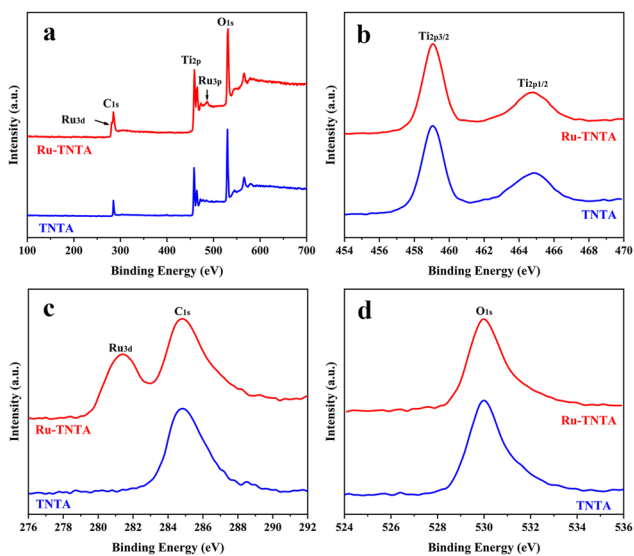 a
O1s
Ti2p
Ru3p
C1s
Ru3d
Ru-TNTA
TNTA
Intensity (a.u.)
100 200 300 400 500 600 700
Binding Energy (eV)
b
Ti2p3/2
Ti2p1/2
Ru-TNTA
TNTA
Intensity (a.u.)
454 456 458 460 462 464 466 468 470
Binding Energy (eV)
c
C1s
Ru3d
Ru-TNTA
TNTA
Intensity (a.u.)
276 278 281 284 286 288 290 292
Binding Energy (eV)
d
O1s
Ru-TNTA
TNTA
Intensity (a.u.)
524 526 528 530 532 534 536
Binding Energy (eV)